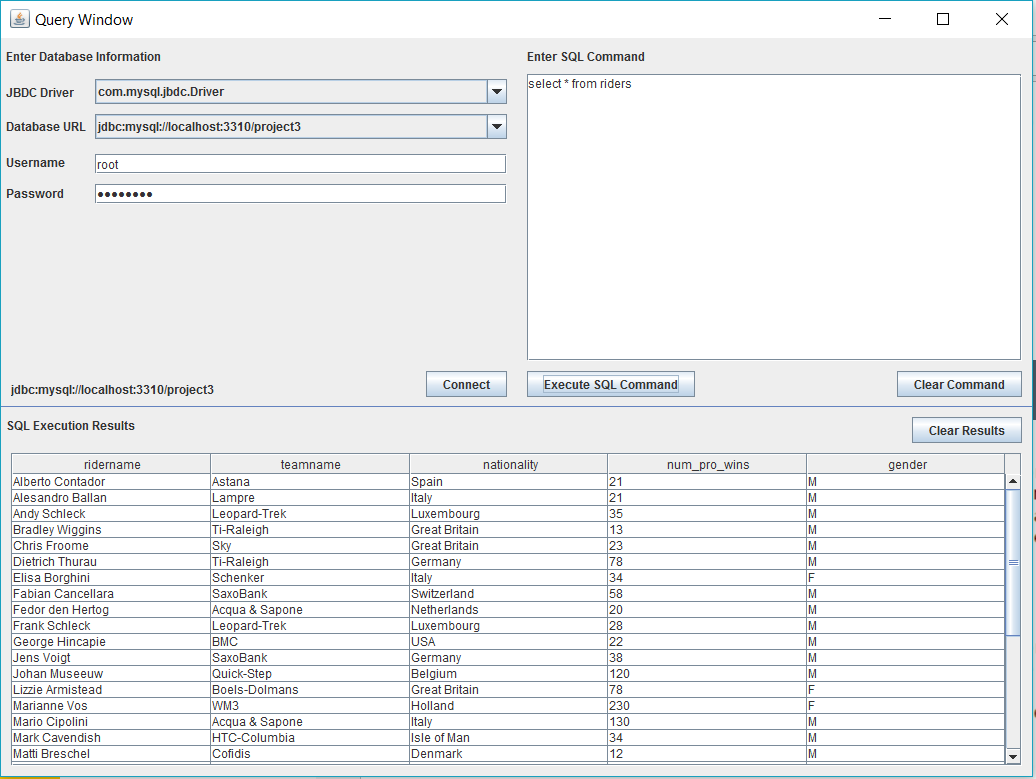 Query Window
Enter Database Information
JBDC Driver com.mysql.jbdc.Driver
Database URL jdbc:mysql://localhost:3310/project3
Username root
Password ••••••••
jdbc:mysql://localhost:3310/project3 Connect
Enter SQL Command
select * from riders
Execute SQL Command Clear Command
SQL Execution Results Clear Results
ridername teamname nationality num_pro_wins gender
Alberto Contador Astana Spain 21 M
Alesandro Ballan Lampre Italy 21 M
Andy Schleck Leopard-Trek Luxembourg 35 M
Bradley Wiggins Ti-Raleigh Great Britain 13 M
Chris Froome Sky Great Britain 23 M
Dietrich Thurau Ti-Raleigh Germany 78 M
Elisa Borghini Schenker Italy 34 F
Fabian Cancellara SaxoBank Switzerland 58 M
Fedor den Hertog Acqua & Sapone Netherlands 20 M
Frank Schleck Leopard-Trek Luxembourg 28 M
George Hincapie BMC USA 22 M
Jens Voigt SaxoBank Germany 38 M
Johan Museeuw Quick-Step Belgium 120 M
Lizzie Armistead Boels-Dolmans Great Britain 78 F
Marianne Vos WM3 Holland 230 F
Mario Cipolini Acqua & Sapone Italy 130 M
Mark Cavendish HTC-Columbia Isle of Man 34 M
Matti Breschel Cofidis Denmark 12 M